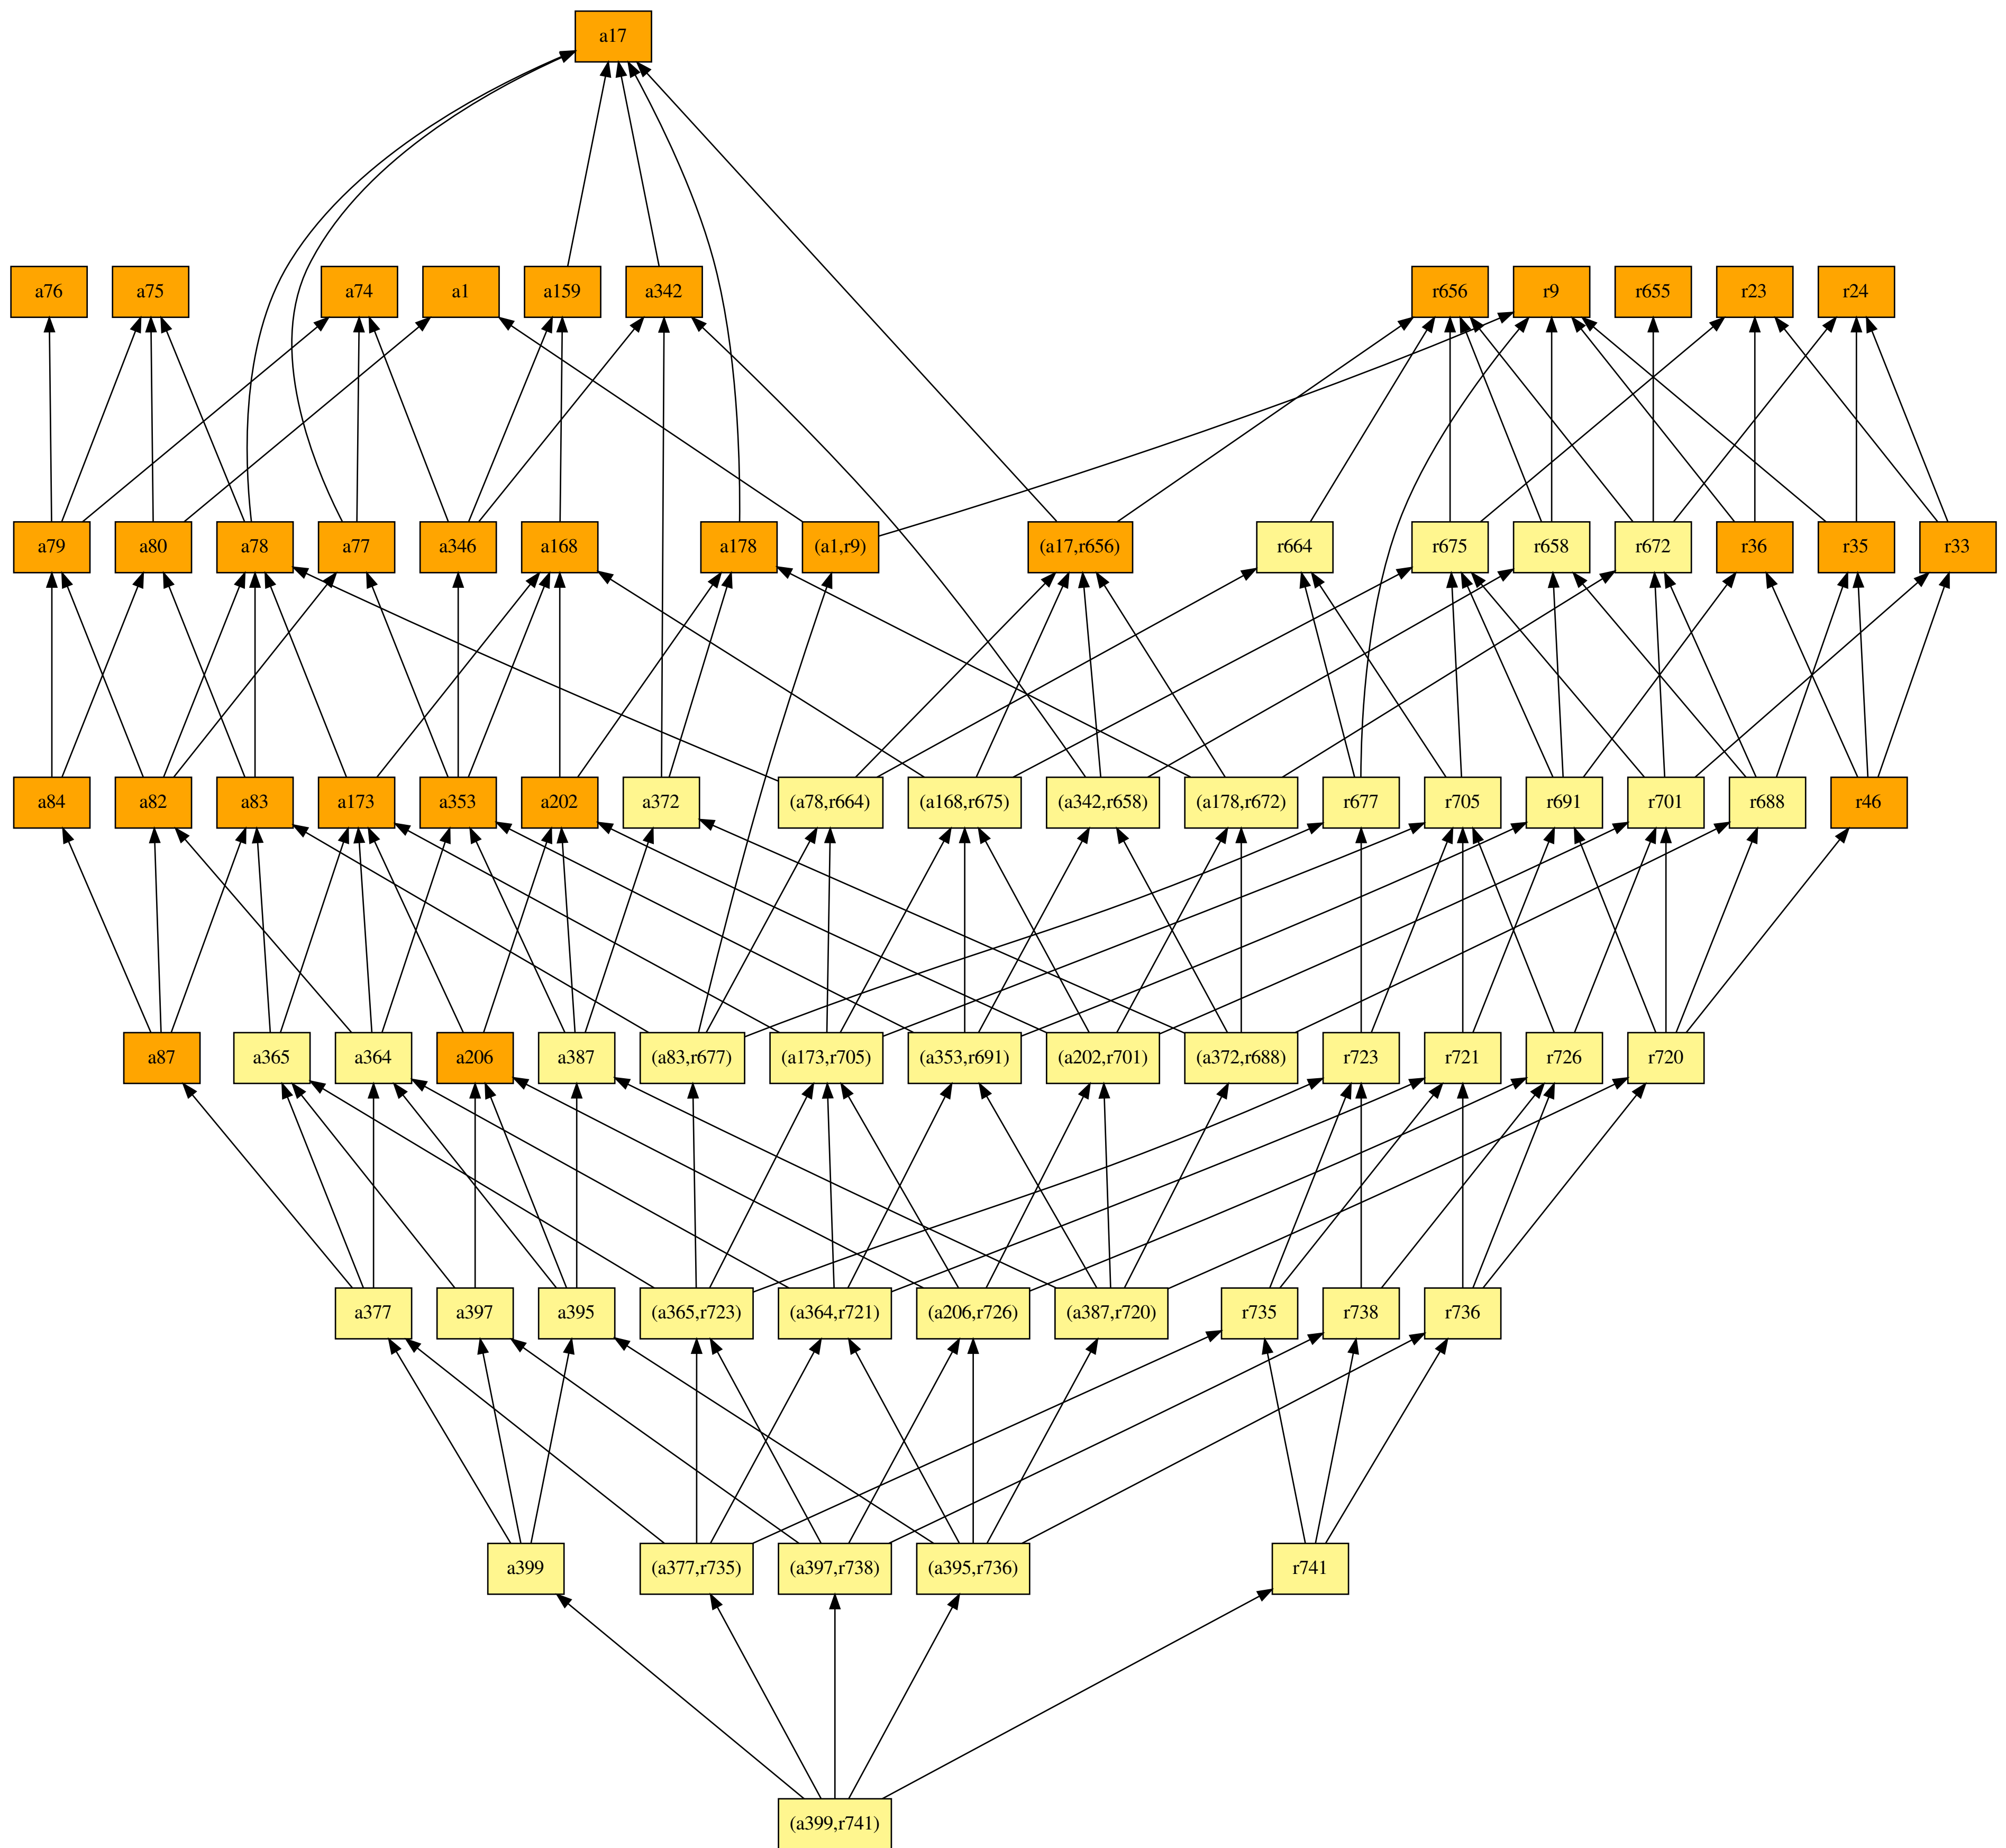 a17
a76
a75
a74
a1
a159
a342
r656
r9
r655
r23
r24
a79
a80
a78
a77
a346
a168
a178
(a1,r9)
(a17,r656)
r664
r675
r658
r672
r36
r35
r33
a84
a82
a83
a173
a353
a202
a372
(a78,r664)
(a168,r675)
(a342,r658)
(a178,r672)
r677
r705
r691
r701
r688
r46
a87
a365
a364
a206
a387
(a83,r677)
(a173,r705)
(a353,r691)
(a202,r701)
(a372,r688)
r723
r721
r726
r720
a377
a397
a395
(a365,r723)
(a364,r721)
(a206,r726)
(a387,r720)
r735
r738
r736
a399
(a377,r735)
(a397,r738)
(a395,r736)
r741
(a399,r741)